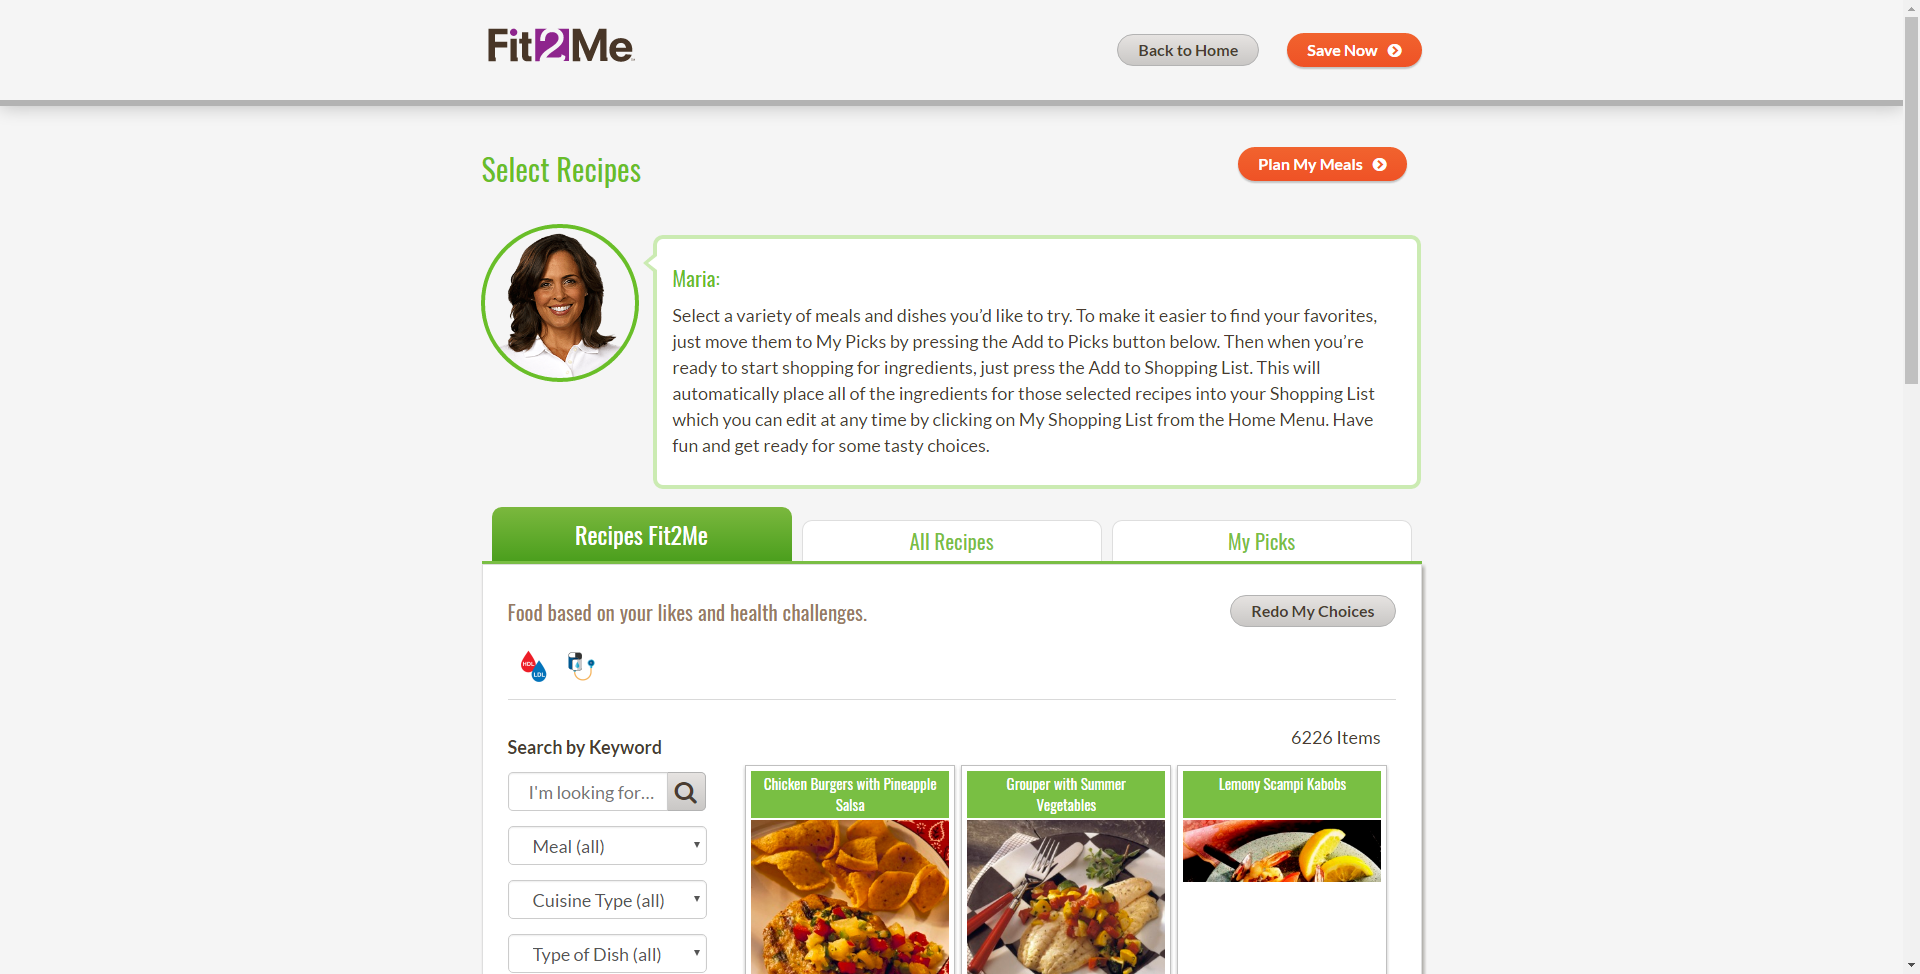 Fit2Me
Back to Home
Save Now
Select Recipes
Plan My Meals
Maria:
Select a variety of meals and dishes you’d like to try. To make it easier to find your favorites,
just move them to My Picks by pressing the Add to Picks button below. Then when you’re
ready to start shopping for ingredients, just press the Add to Shopping List. This will
automatically place all of the ingredients for those selected recipes into your Shopping List
which you can edit at any time by clicking on My Shopping List from the Home Menu. Have
fun and get ready for some tasty choices.
Recipes Fit2Me
All Recipes
My Picks
Food based on your likes and health challenges.
Redo My Choices
HDL
LDL
6226 Items
Search by Keyword
I'm looking for...
Meal (all)
Cuisine Type (all)
Type of Dish (all)
Chicken Burgers with Pineapple
Salsa
Grouper with Summer
Vegetables
Lemony Scampi Kabobs